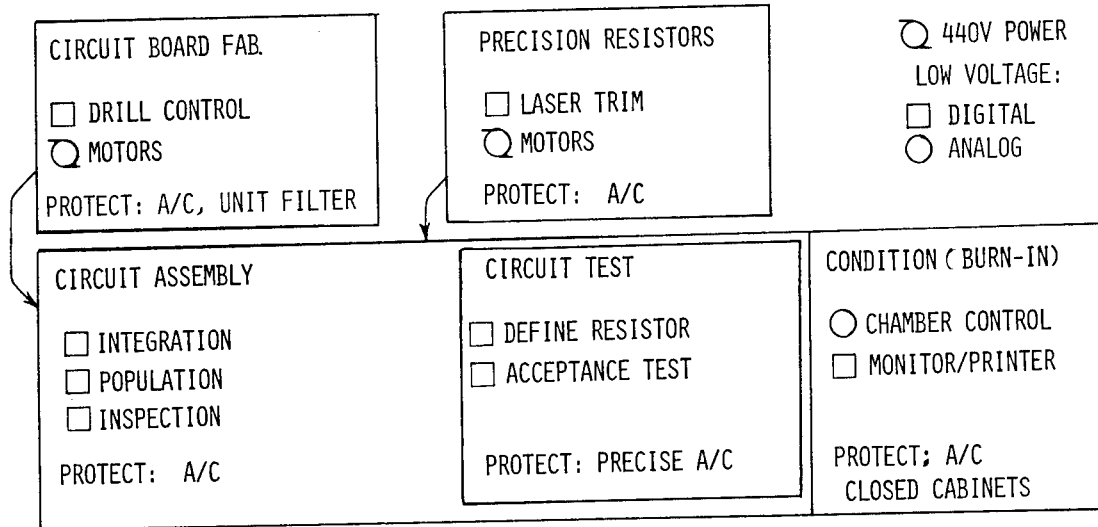 CIRCUIT BOARD FAB.
DRILL CONTROL
MOTORS
PROTECT: A/C, UNIT FILTER
PRECISION RESISTORS
LASER TRIM
MOTORS
PROTECT: A/C
440V POWER
LOW VOLTAGE:
DIGITAL
ANALOG
CIRCUIT ASSEMBLY
INTEGRATION
POPULATION
INSPECTION
PROTECT: A/C
CIRCUIT TEST
DEFINE RESISTOR
ACCEPTANCE TEST
PROTECT: PRECISE A/C
CONDITION (BURN-IN)
CHAMBER CONTROL
MONITOR/PRINTER
PROTECT; A/C
CLOSED CABINETS